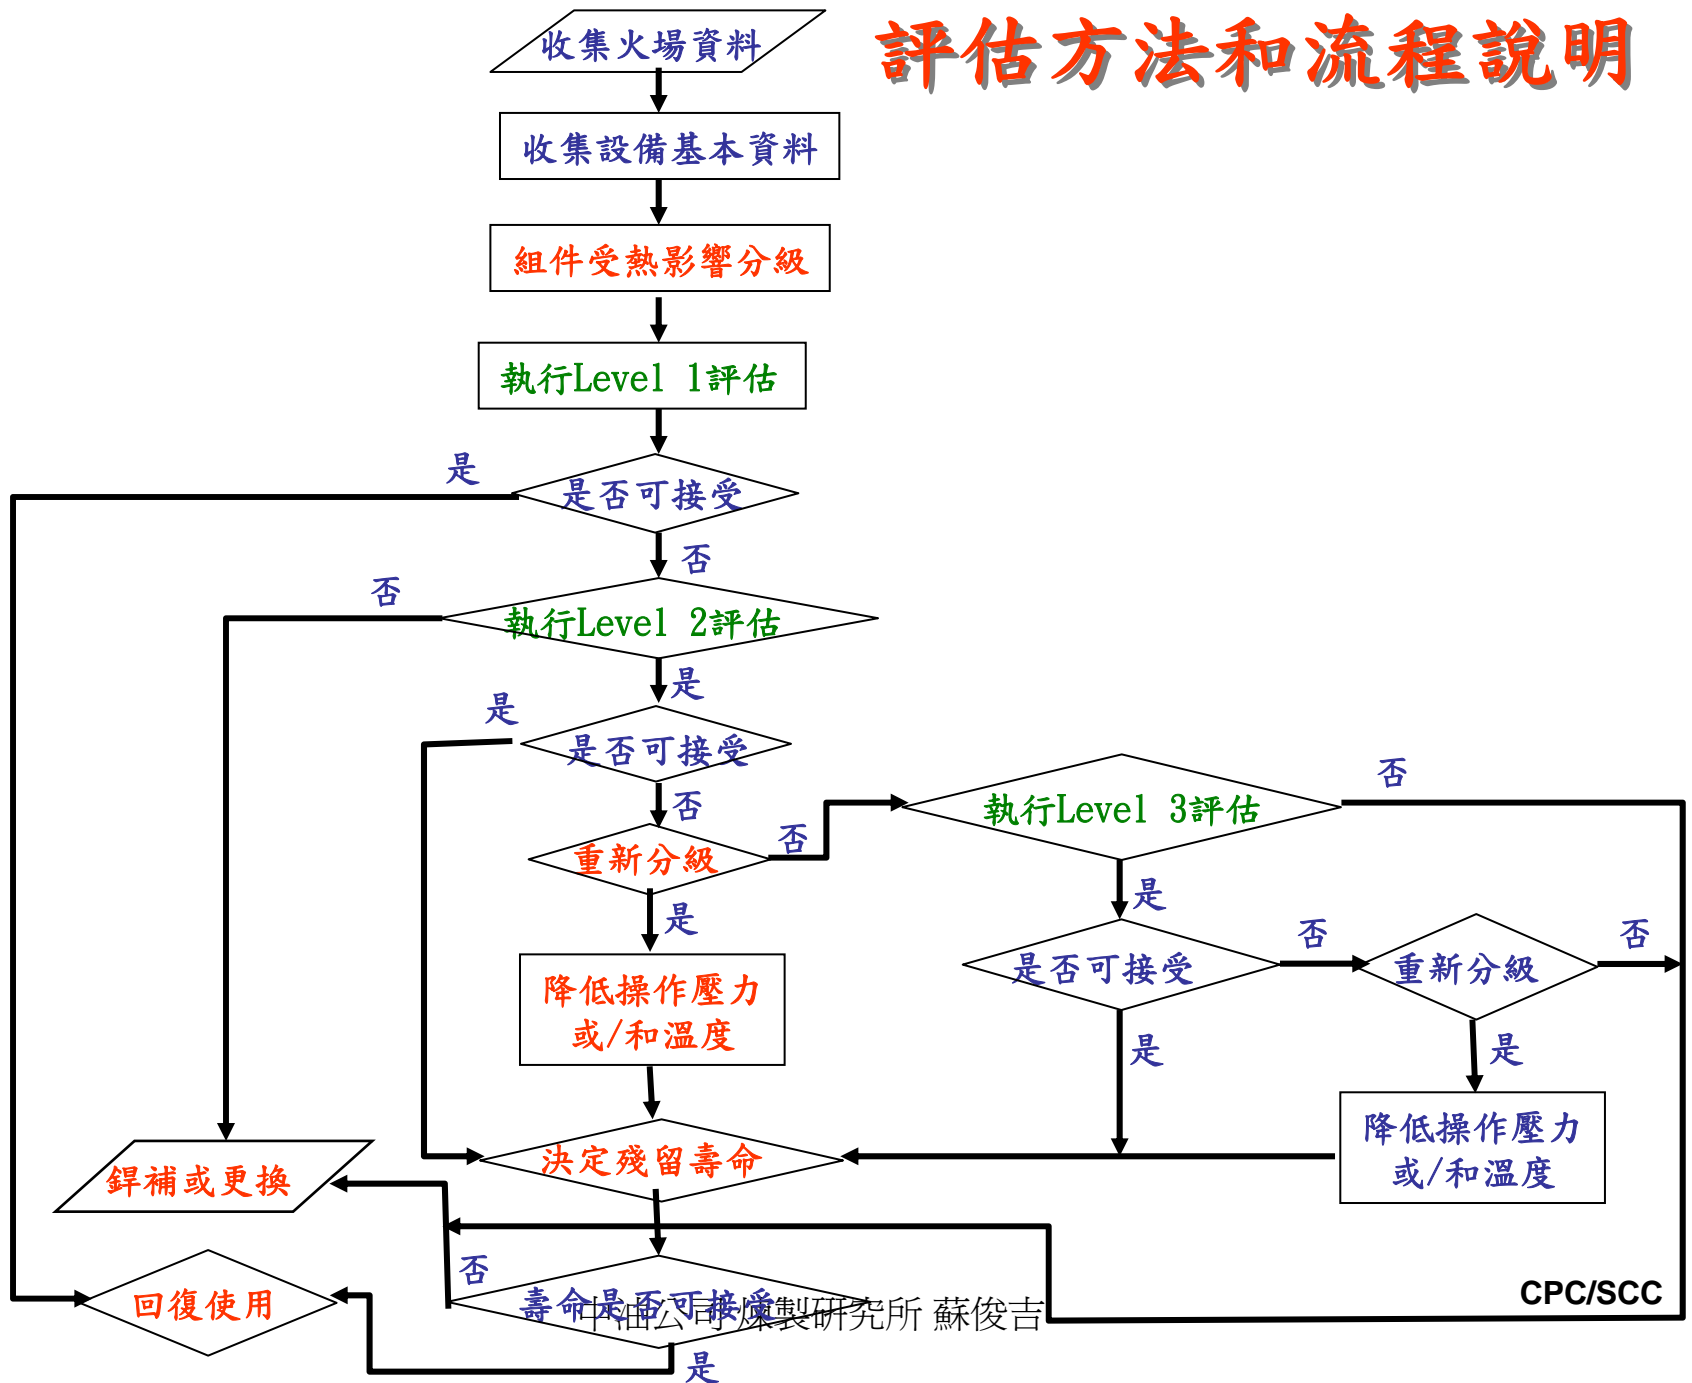 評估方法和流程說明
收集火場資料
收集設備基本資料
組件受熱影響分級
執行Level 1評估
是
是否可接受
否
否
執行Level 2評估
是
是
是否可接受
否
重新分級
否
執行Level 3評估
否
是
是
是否可接受
否
重新分級
否
降低操作壓力
或/和溫度
是
是
降低操作壓力
或/和溫度
決定殘留壽命
銲補或更換
否
壽命是否可接受
回復使用
中油公司 煉製研究所 蘇俊吉
CPC/SCC
是